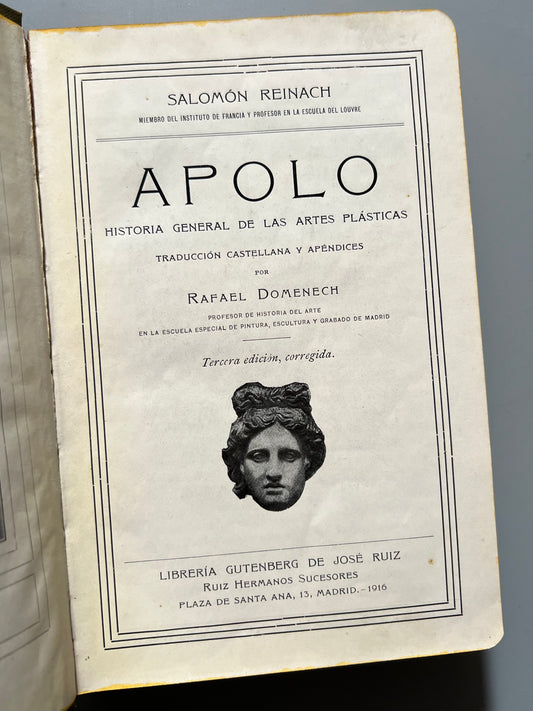 SALOMÓN REINACH
MIEMBRO DEL INSTITUTO DE FRANCIA Y PROFESOR EN LA ESCUELA DEL LOUVRE
APOLO
HISTORIA GENERAL DE LAS ARTES PLÁSTICAS
TRADUCCIÓN CASTELLANA Y APÉNDICES
POR
RAFAEL DOMENECH
PROFESOR DE HISTORIA DEL ARTE
EN LA ESCUELA ESPECIAL DE PINTURA, ESCULTURA Y GRABADO DE MADRID
Tercera edición, corregida.
LIBRERÍA GUTENBERG DE JOSÉ RUIZ
RUIZ HERMANOS SUCESORES
PLAZA DE SANTA ANA, 13, MADRID.-1916